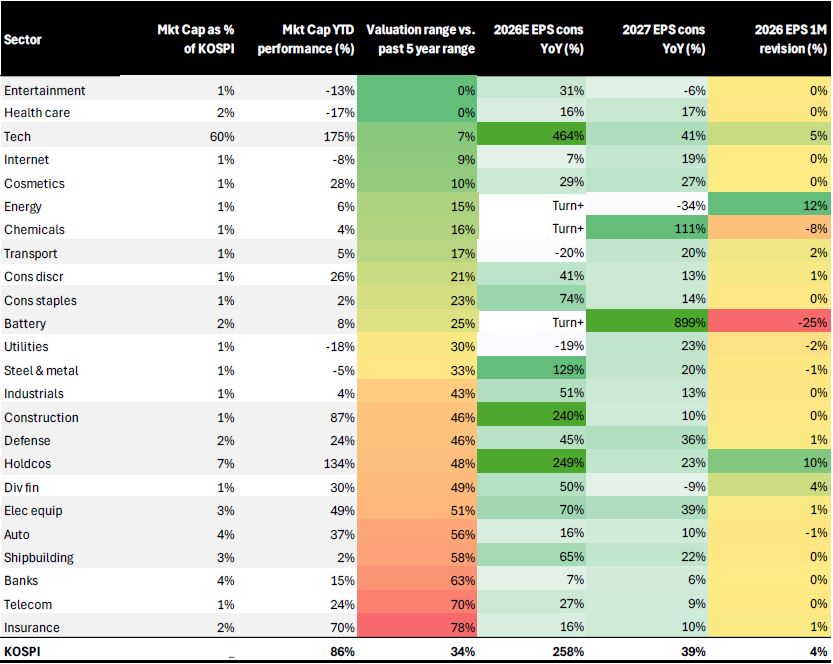 Sector Mkt Cap as % of KOSPI Mkt Cap YTD performance (%) Valuation range vs. past 5 year range 2026E EPS cons YoY (%) 2027 EPS cons YoY (%) 2026 EPS 1M revision (%)
Entertainment 1% -13% 0% 31% -6% 0%
Health care 2% -17% 0% 16% 17% 0%
Tech 60% 175% 7% 464% 41% 5%
Internet 1% -8% 9% 7% 19% 0%
Cosmetics 1% 28% 10% 29% 27% 0%
Energy 1% 6% 15% Turn+ -34% 12%
Chemicals 1% 4% 16% Turn+ 111% -8%
Transport 1% 5% 17% -20% 20% 2%
Cons discr 1% 26% 21% 41% 13% 1%
Cons staples 1% 2% 23% 74% 14% 0%
Battery 2% 8% 25% Turn+ 899% -25%
Utilities 1% -18% 30% -19% 23% -2%
Steel & metal 1% -5% 33% 129% 20% -1%
Industrials 1% 4% 43% 51% 13% 0%
Construction 1% 87% 46% 240% 10% 0%
Defense 2% 24% 46% 45% 36% 1%
Holdcos 7% 134% 48% 249% 23% 10%
Div fin 1% 30% 49% 50% -9% 4%
Elec equip 3% 49% 51% 70% 39% 1%
Auto 4% 37% 56% 16% 10% -1%
Shipbuilding 3% 2% 58% 65% 22% 0%
Banks 4% 15% 63% 7% 6% 0%
Telecom 1% 24% 70% 27% 9% 0%
Insurance 2% 70% 78% 16% 10% 1%
KOSPI _ 86% 34% 258% 39% 4%